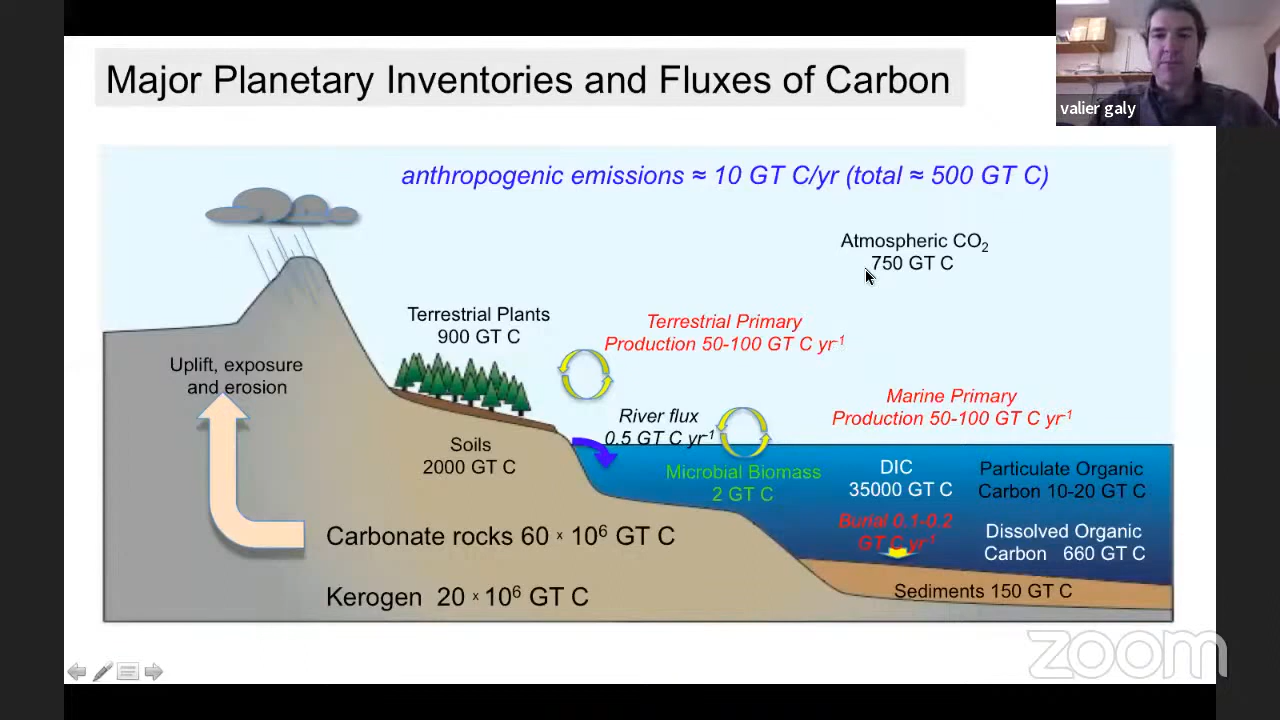 Major Planetary Inventories and Fluxes of Carbon
valier galy
anthropogenic emissions ≈ 10 GT C/yr (total ≈ 500 GT C)
Atmospheric CO₂
750 GT C
Terrestrial Plants
900 GT C
Terrestrial Primary
Production 50-100 GT C yr⁻¹
Uplift, exposure
and erosion
Marine Primary
Production 50-100 GT C yr⁻¹
River flux
0.5 GT C yr⁻¹
Soils
2000 GT C
Microbial Biomass
2 GT C
DIC
35000 GT C
Particulate Organic
Carbon 10-20 GT C
Burial 0.1-0.2
GT C yr⁻¹
Dissolved Organic
Carbon 660 GT C
Carbonate rocks 60 × 10⁶ GT C
Kerogen 20 × 10⁶ GT C
Sediments 150 GT C
zoom